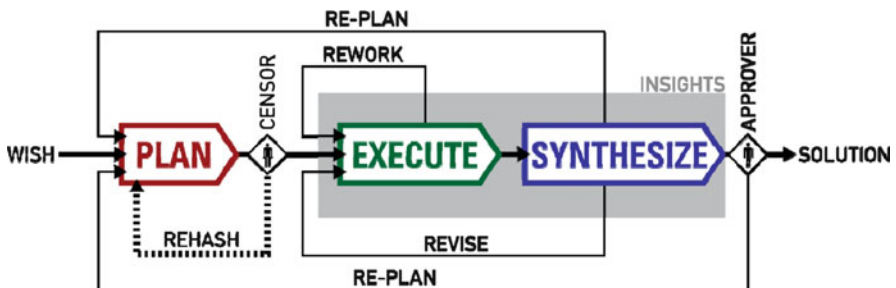 RE-PLAN
REWORK
CENSOR
INSIGHTS
APPROVER
WISH
PLAN
EXECUTE
SYNTHESIZE
SOLUTION
REHASH
REVISE
RE-PLAN